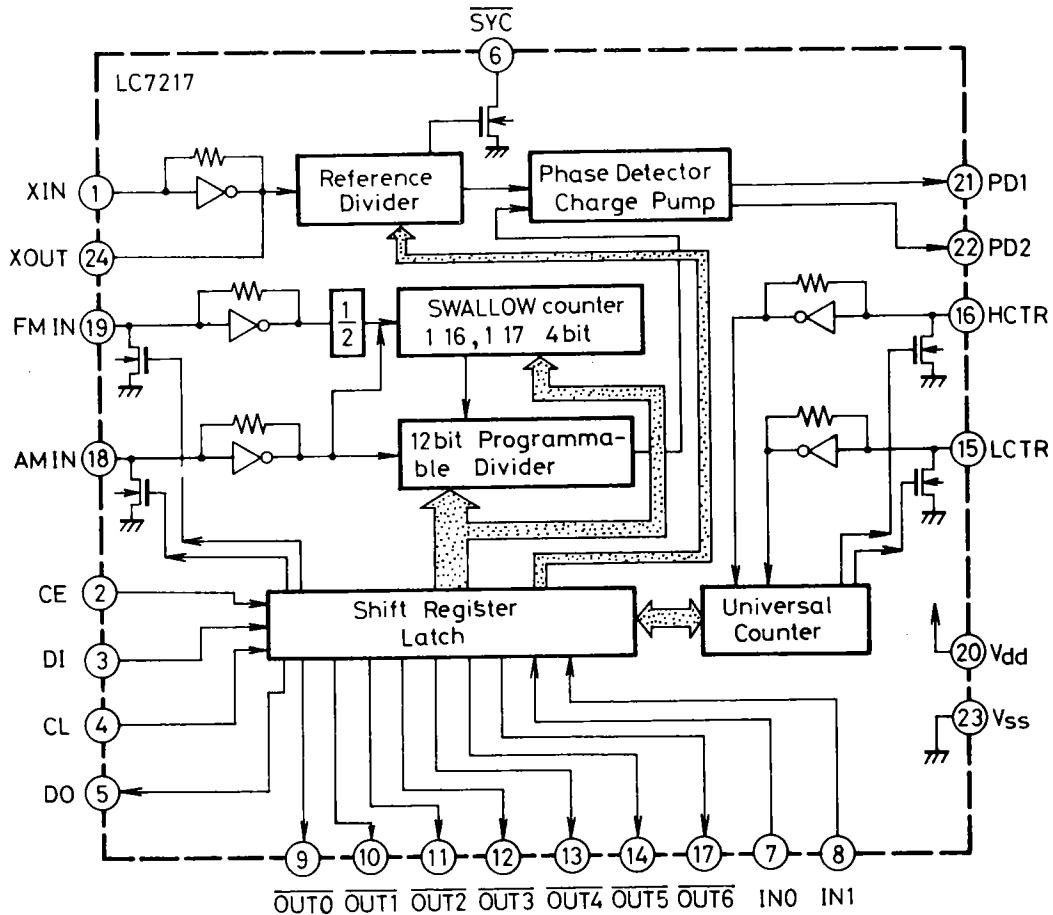 SYC
6
LC7217
XIN 1
Reference
Divider
Phase Detector
Charge Pump
21 PD1
XOUT 24
22 PD2
FM IN 19
1
2
SWALLOW counter
1 16, 1 17 4bit
16 HCTR
AM IN 18
12bit Programma-
ble Divider
15 LCTR
CE 2
Shift Register
Latch
Universal
Counter
DI 3
20 Vdd
CL 4
23 Vss
DO 5
9 10 11 12 13 14 17 7 8
OUT0 OUT1 OUT2 OUT3 OUT4 OUT5 OUT6 IN0 IN1